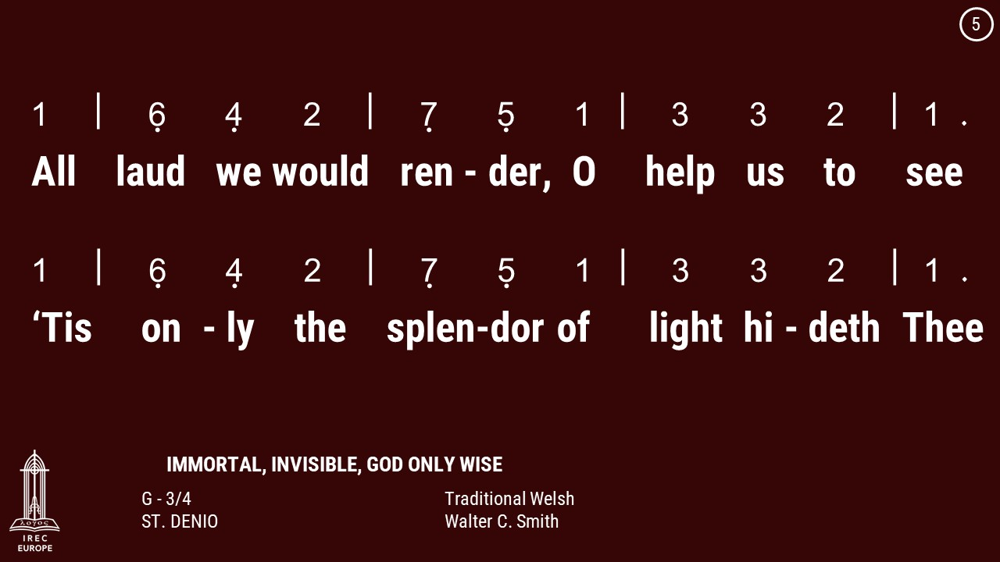 5
1 | 6̣ 4̣ 2 | 7̣ 5̣ 1 | 3 3 2 | 1 .
All laud we would ren - der, O help us to see
1 | 6̣ 4̣ 2 | 7̣ 5̣ 1 | 3 3 2 | 1 .
‘Tis on - ly the splen-dor of light hi - deth Thee
IMMORTAL, INVISIBLE, GOD ONLY WISE
G - 3/4 Traditional Welsh
ST. DENIO Walter C. Smith
λογος
IREC
EUROPE